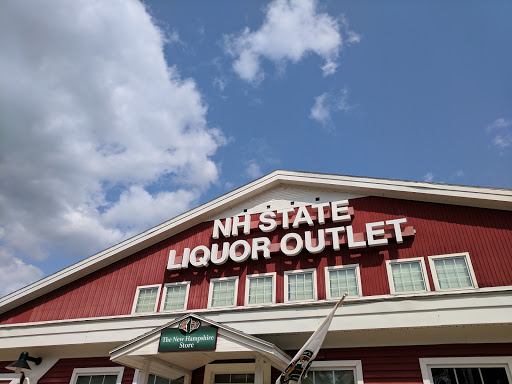 NH STATE
LIQUOR OUTLET
The New Hampshire
Store